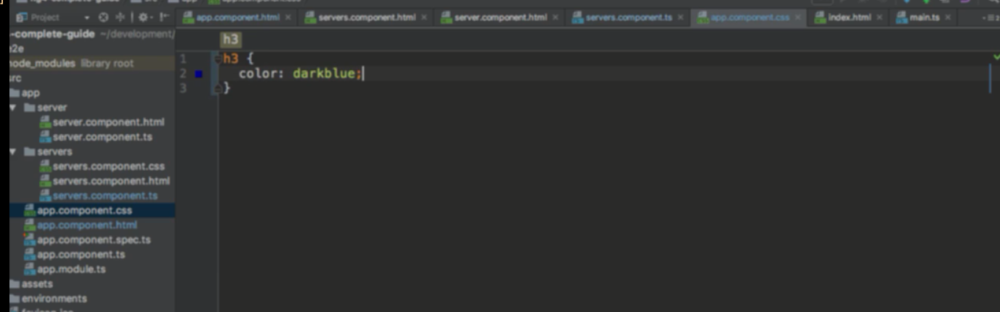 Project
app.component.html servers.component.html server.component.html servers.component.ts app.component.css index.html main.ts
-complete-guide ~/development/
e2e
node_modules library root
src
app
server
server.component.html
server.component.ts
servers
servers.component.css
servers.component.html
servers.component.ts
app.component.css
app.component.html
app.component.spec.ts
app.component.ts
app.module.ts
assets
environments
h3
1 h3 {
2 color: darkblue;
3 }